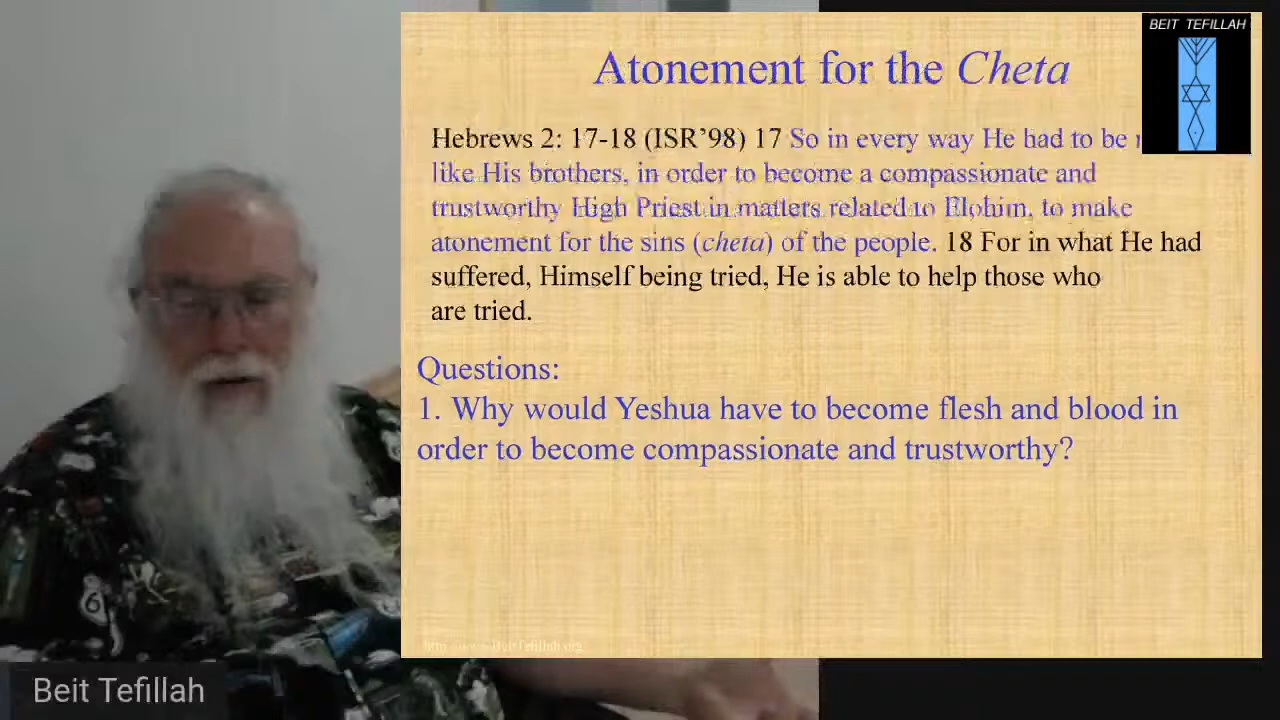 Atonement for the Cheta
BEIT TEFILLAH
Hebrews 2: 17-18 (ISR’98) 17 So in every way He had to be
like His brothers, in order to become a compassionate and
trustworthy High Priest in matters related to Elohim, to make
atonement for the sins (cheta) of the people. 18 For in what He had
suffered, Himself being tried, He is able to help those who
are tried.
Questions:
1. Why would Yeshua have to become flesh and blood in
order to become compassionate and trustworthy?
Beit Tefillah